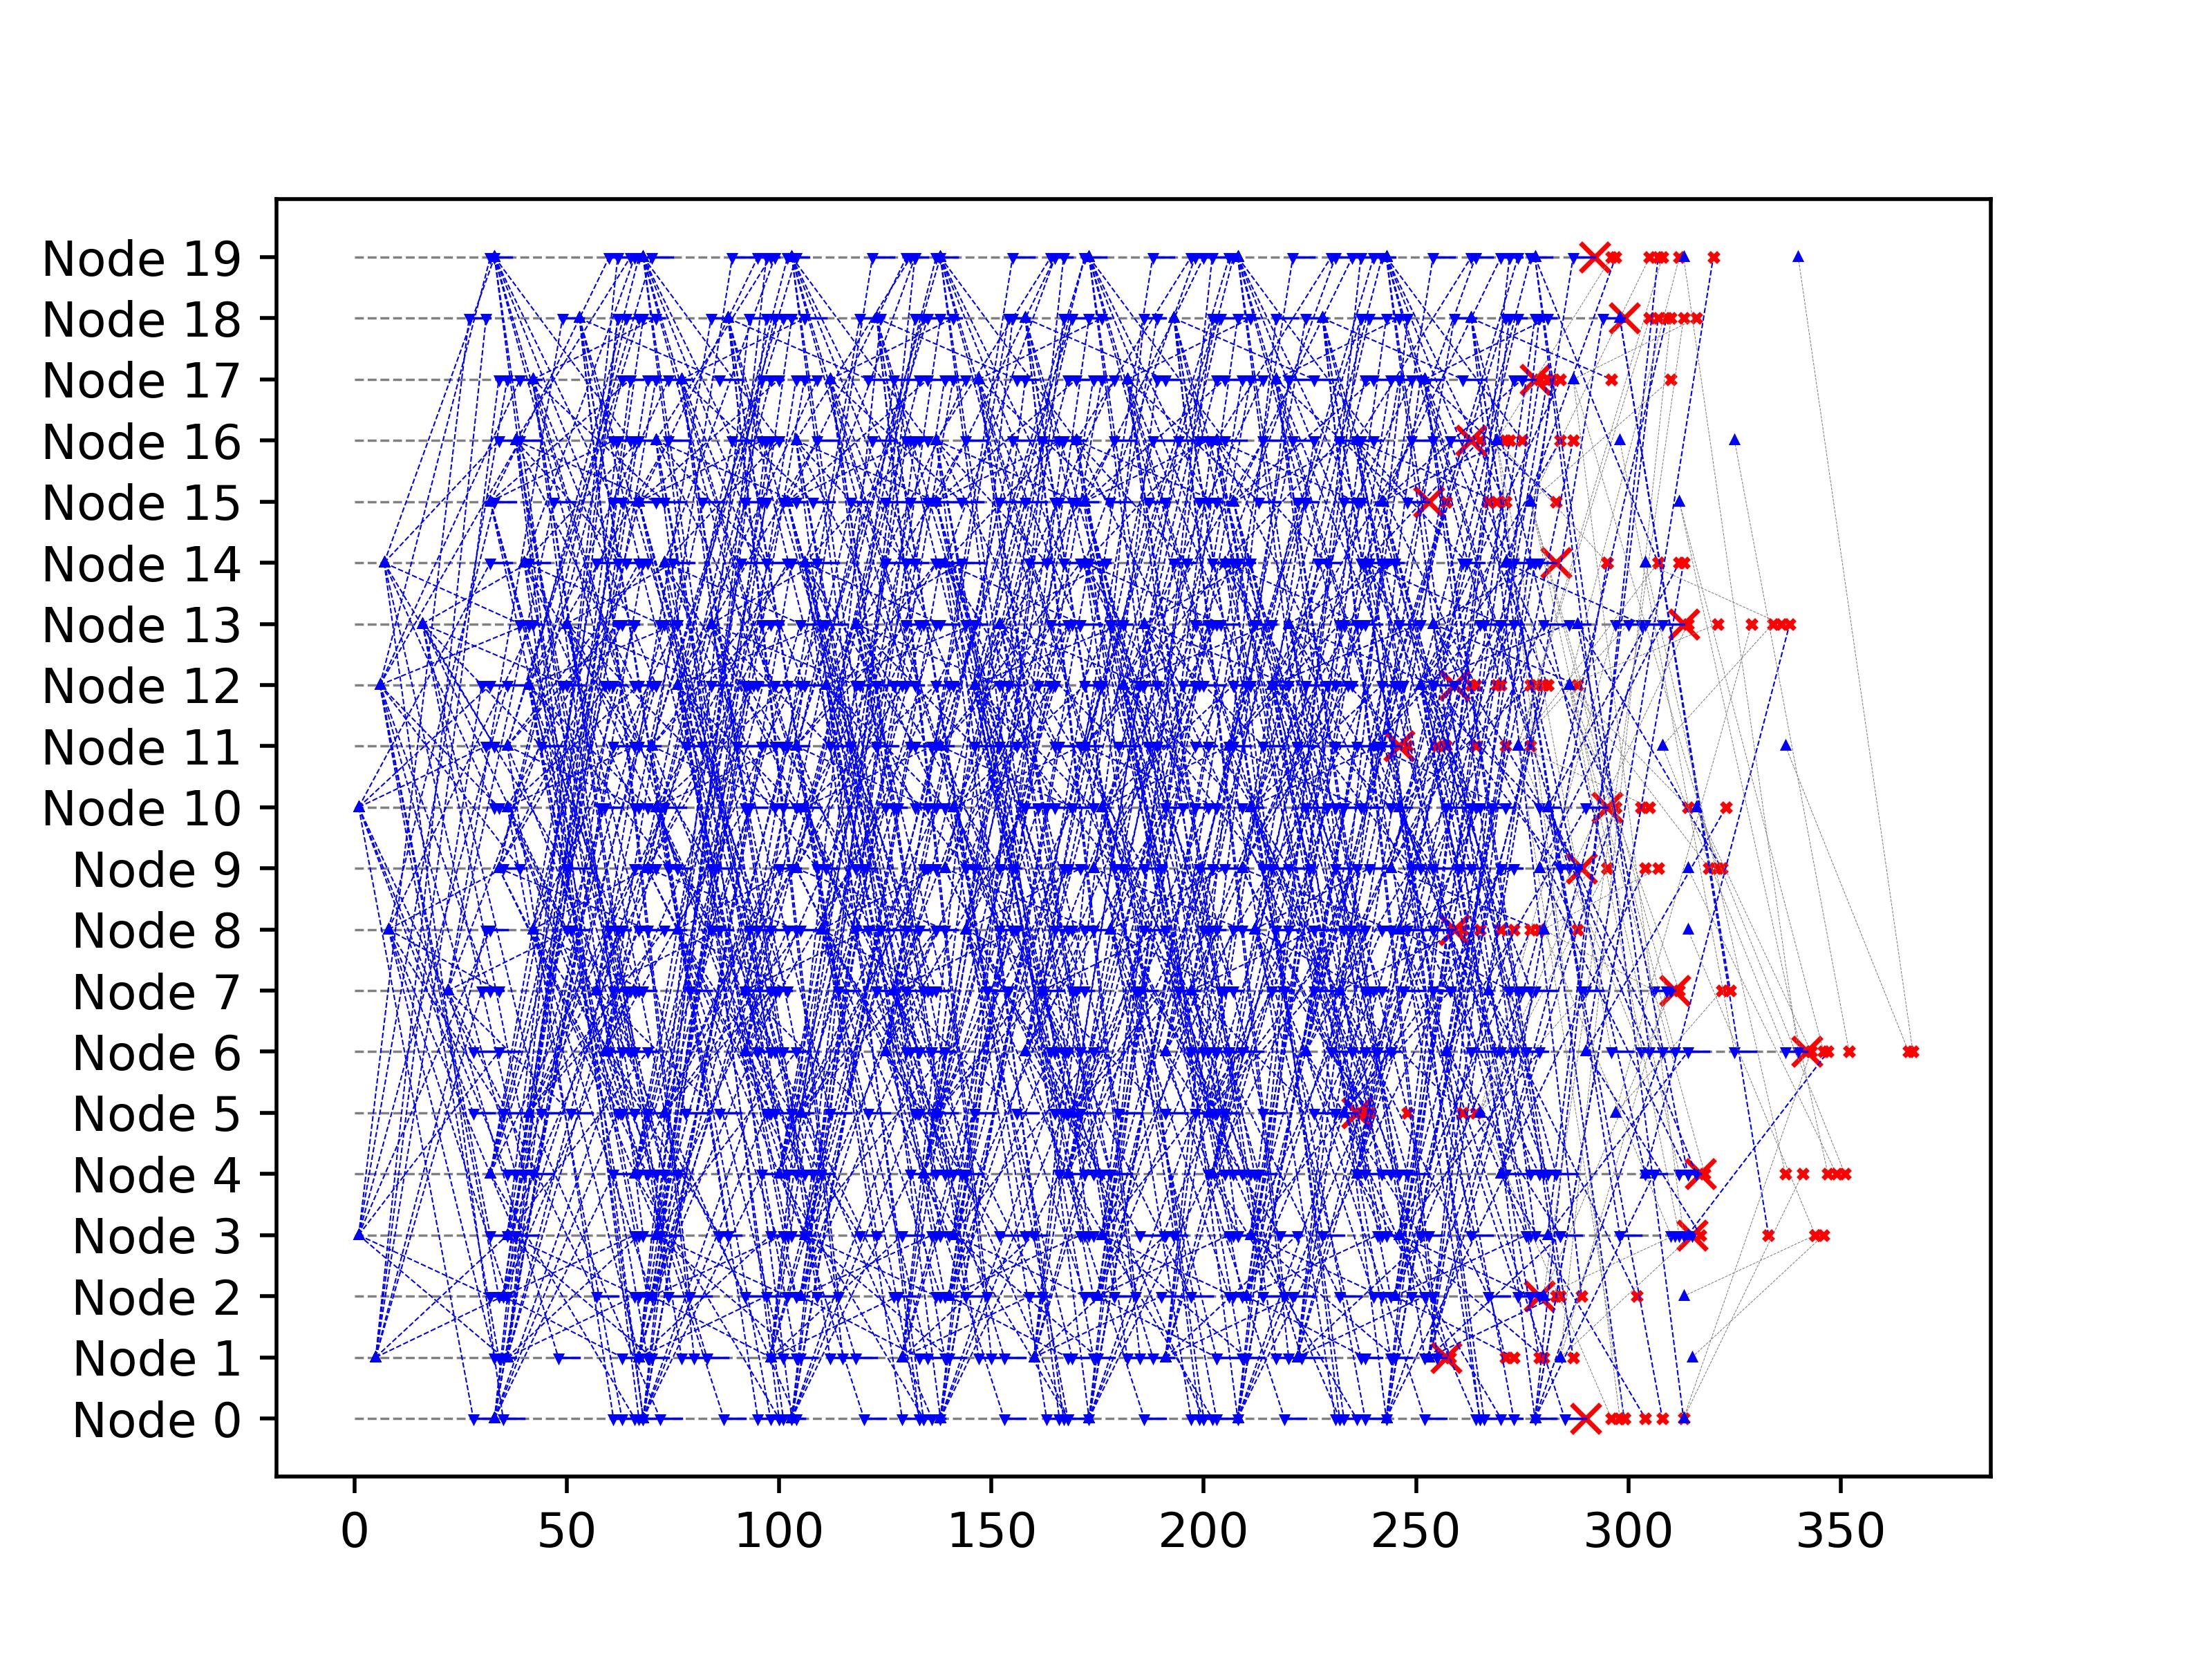 Node 19
Node 18
Node 17
Node 16
Node 15
Node 14
Node 13
Node 12
Node 11
Node 10
Node 9
Node 8
Node 7
Node 6
Node 5
Node 4
Node 3
Node 2
Node 1
Node 0
0 50 100 150 200 250 300 350